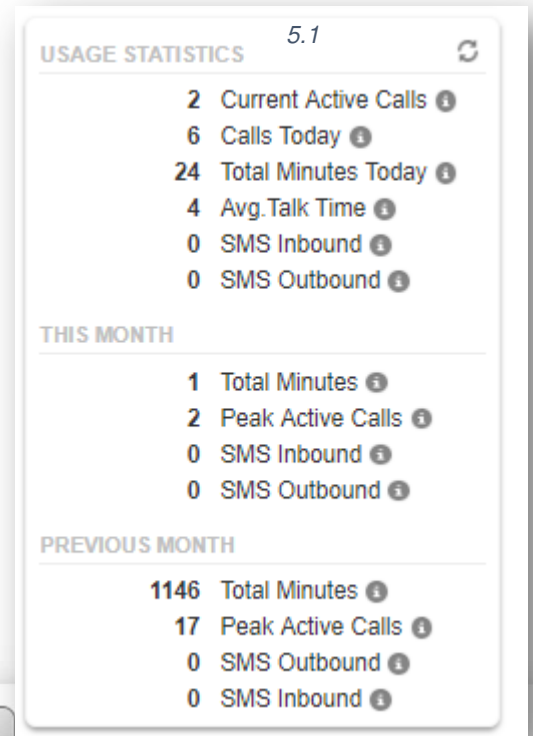 5.1
USAGE STATISTICS
2 Current Active Calls
6 Calls Today
24 Total Minutes Today
4 Avg.Talk Time
0 SMS Inbound
0 SMS Outbound
THIS MONTH
1 Total Minutes
2 Peak Active Calls
0 SMS Inbound
0 SMS Outbound
PREVIOUS MONTH
1146 Total Minutes
17 Peak Active Calls
0 SMS Outbound
0 SMS Inbound